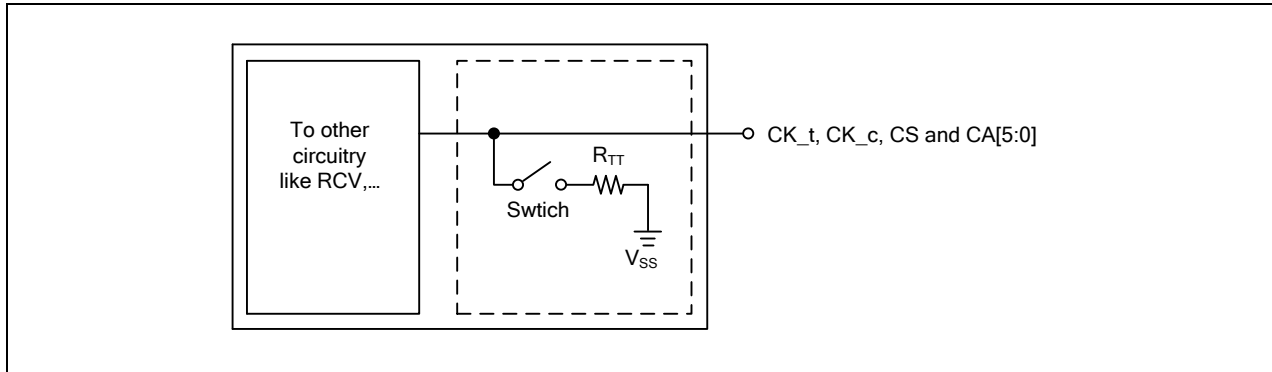 To other
circuitry
like RCV,...
CK_t, CK_c, CS and CA[5:0]
RTT
Swtich
VSS